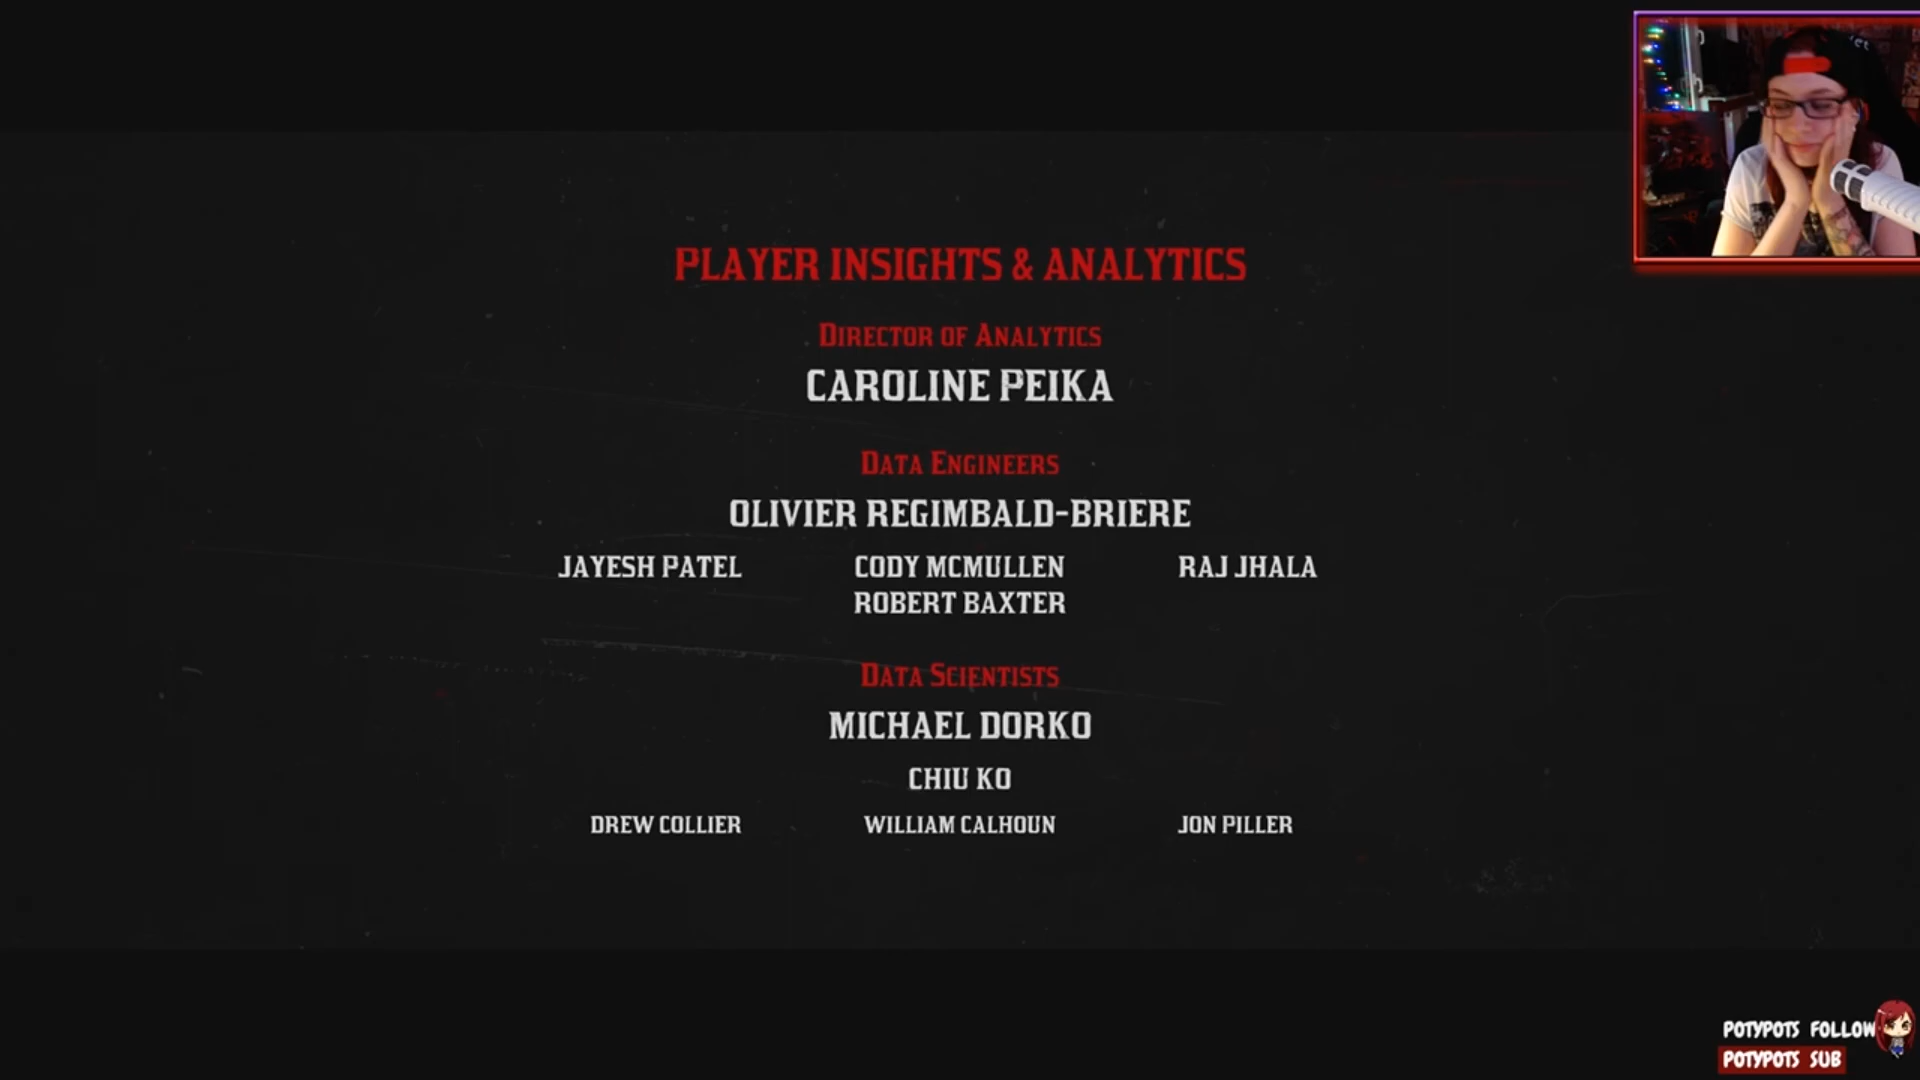 PLAYER INSIGHTS & ANALYTICS
DIRECTOR OF ANALYTICS
CAROLINE PEIKA
DATA ENGINEERS
OLIVIER REGIMBALD-BRIERE
JAYESH PATEL CODY MCMULLEN RAJ JHALA
ROBERT BAXTER
DATA SCIENTISTS
MICHAEL DORKO
CHIU KO
DREW COLLIER WILLIAM CALHOUN JON PILLER
POTYPOTS FOLLOW
POTYPOTS SUB